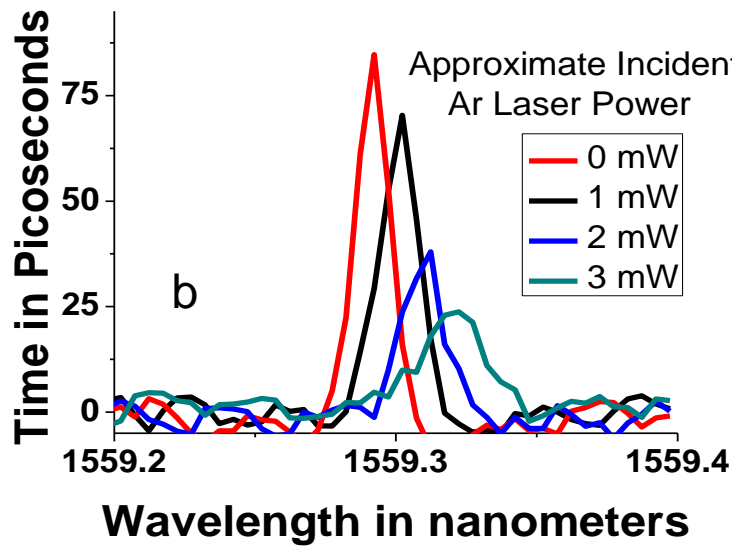 Time in Picoseconds
75
50
25
0
Approximate Incident
Ar Laser Power
0 mW
1 mW
2 mW
3 mW
b
1559.2
1559.3
1559.4
Wavelength in nanometers